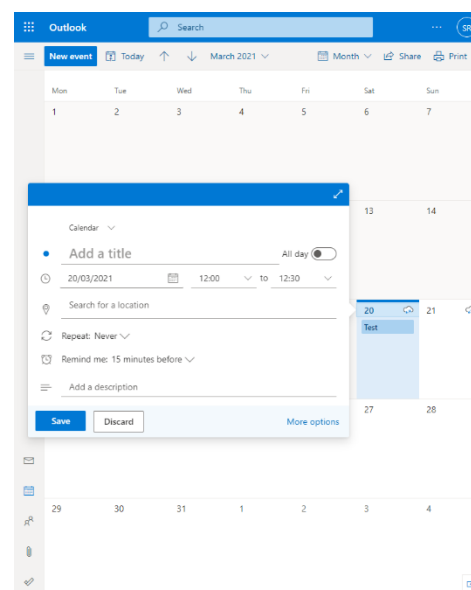 Outlook Search ... SR
New event Today March 2021 Month Share Print
Mon Tue Wed Thu Fri Sat Sun
1 2 3 4 5 6 7
13 14
Calendar
Add a title All day
20/03/2021 12:00 to 12:30
Search for a location
20 21
Test
Repeat: Never
Remind me: 15 minutes before
Add a description
27 28
Save Discard More options
29 30 31 1 2 3 4